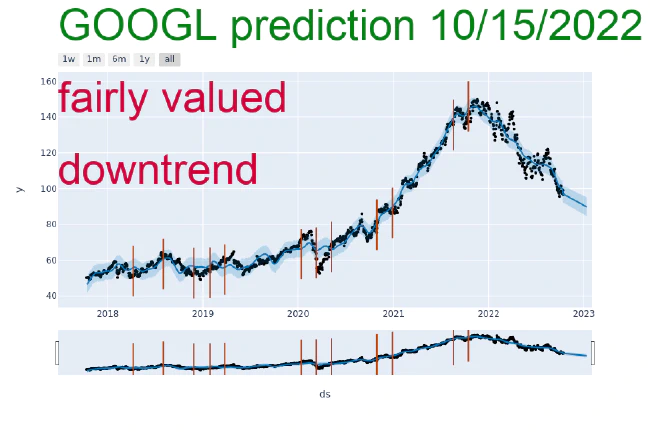 GOOGL prediction 10/15/2022
1w 1m 6m 1y all
160
fairly valued
140
120
downtrend
100
y
80
60
40
2018 2019 2020 2021 2022 2023
ds